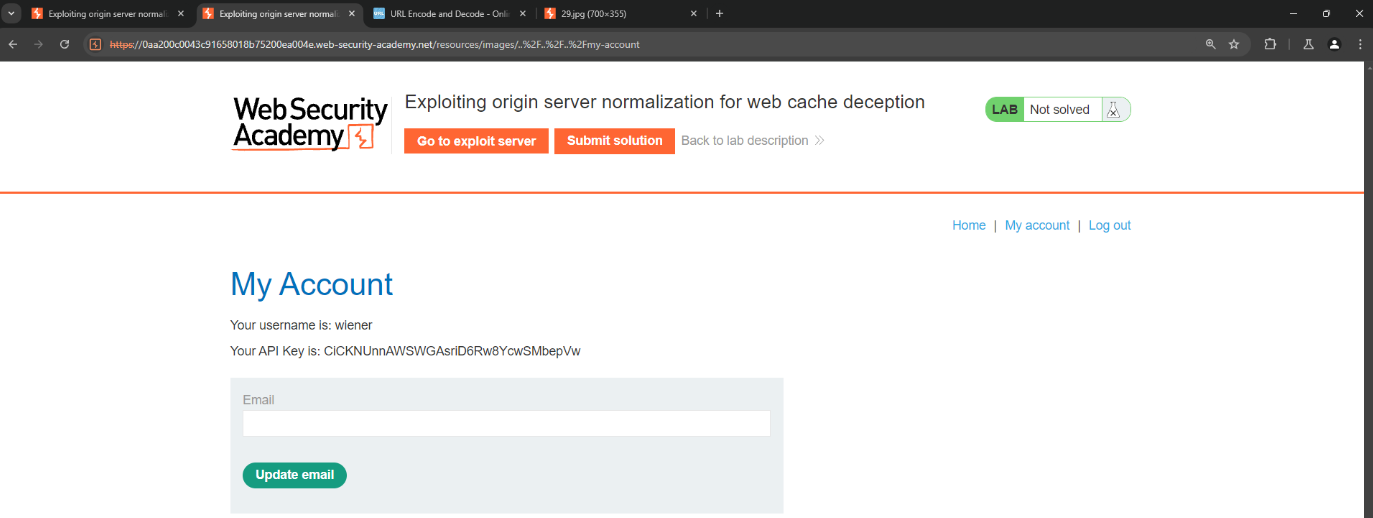 Exploiting origin server normal
Exploiting origin server normal
URL Encode and Decode - Onli
29.jpg (700×355)
https://0aa200c0043c91658018b75200ea004e.web-security-academy.net/resources/images/..%2F..%2F..%2Fmy-account
Web Security
Academy
Exploiting origin server normalization for web cache deception
Go to exploit server
Submit solution
Back to lab description
LAB
Not solved
Home | My account | Log out
My Account
Your username is: wiener
Your API Key is: CiCKNUnnAWSWGAsriD6Rw8YcwSMbepVw
Email
Update email